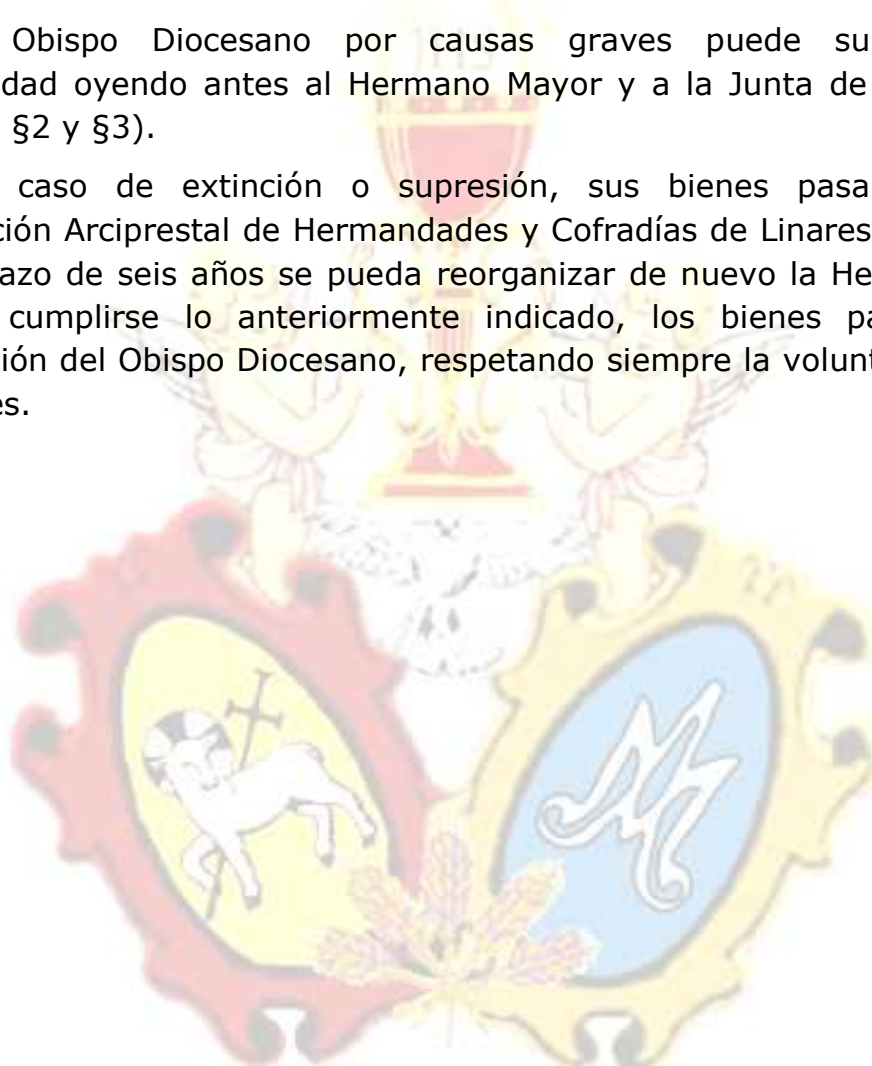 Obispo Diocesano por causas graves puede su
dad oyendo antes al Hermano Mayor y a la Junta de
§2 y §3).
caso de extinción o supresión, sus bienes pasa
ción Arciprestal de Hermandades y Cofradías de Linares
azo de seis años se pueda reorganizar de nuevo la He
cumplirse lo anteriormente indicado, los bienes pa
ión del Obispo Diocesano, respetando siempre la volunt
es.